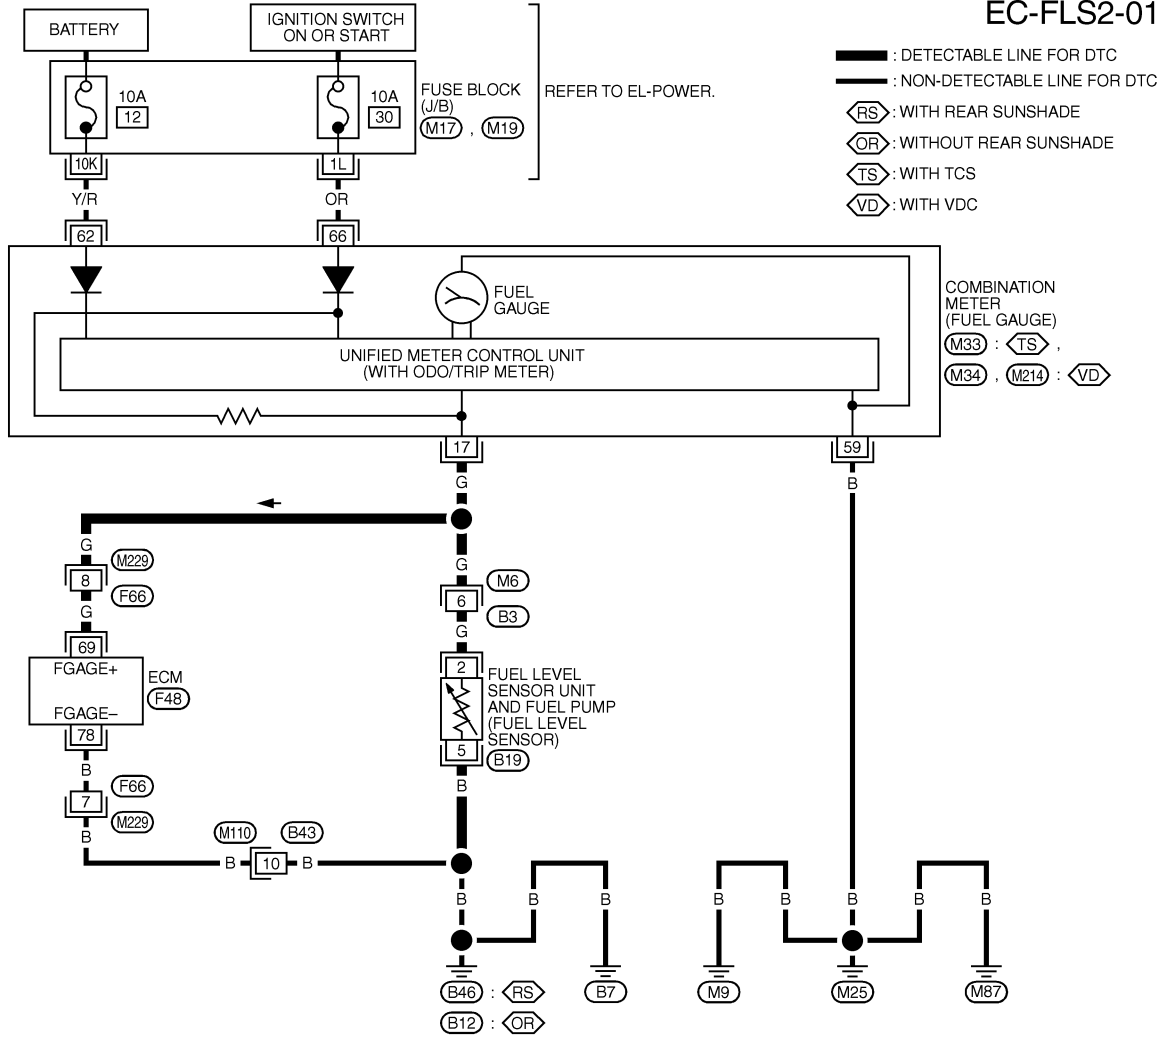 EC-FLS2-01
BATTERY
IGNITION SWITCH
ON OR START
: DETECTABLE LINE FOR DTC
: NON-DETECTABLE LINE FOR DTC
RS : WITH REAR SUNSHADE
OR : WITHOUT REAR SUNSHADE
TS : WITH TCS
VD : WITH VDC
10A
12
10A
30
FUSE BLOCK
(J/B)
M17 , M19
REFER TO EL-POWER.
10K
1L
Y/R
OR
62
66
FUEL
GAUGE
COMBINATION
METER
(FUEL GAUGE)
M33 : TS ,
M34 , M214 : VD
UNIFIED METER CONTROL UNIT
(WITH ODO/TRIP METER)
17
59
G
B
G
G
M229
8
F66
M6
6
B3
G
G
69
FGAGE+
ECM
F48
FGAGE–
78
2
FUEL LEVEL
SENSOR UNIT
AND FUEL PUMP
(FUEL LEVEL
SENSOR)
5
B19
B
B
F66
7
M229
B
M110
B43
B
10
B
B
B
B
B
B
B
B
B46 : RS
B7
M9
M25
M87
B12 : OR